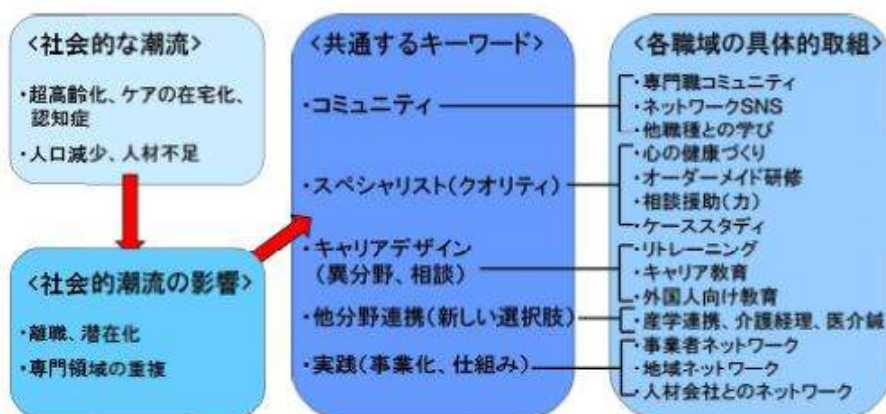 <社会的な潮流>
・超高齢化、ケアの在宅化、
認知症
・人口減少、人材不足
<社会的潮流の影響>
・離職、潜在化
・専門領域の重複
<共通するキーワード>
・コミュニティ
・スペシャリスト(クオリティ)
・キャリアデザイン
(異分野、相談)
・他分野連携(新しい選択肢)
・実践(事業化、仕組み)
<各職域の具体的取組>
・専門職コミュニティ
・ネットワークSNS
・他職種との学び
・心の健康づくり
・オーダーメイド研修
・相談援助(力)
・ケーススタディ
・リトレーニング
・キャリア教育
・外国人向け教育
・産学連携、介護経理、医介鍼
・事業者ネットワーク
・地域ネットワーク
・人材会社とのネットワーク